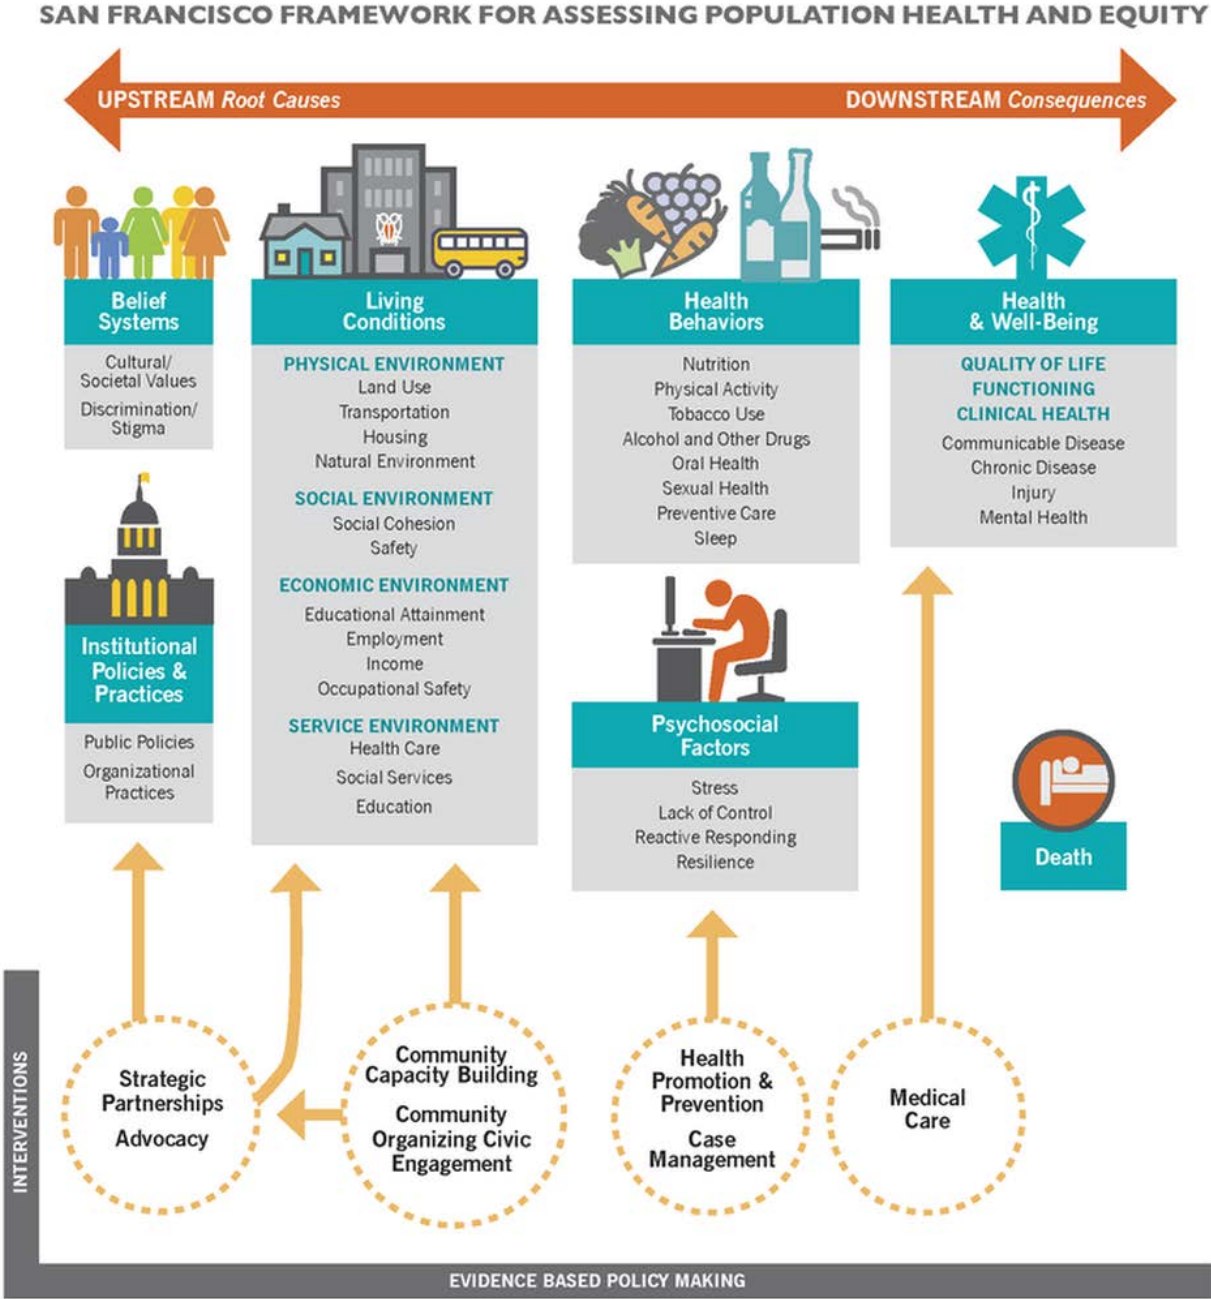 SAN FRANCISCO FRAMEWORK FOR ASSESSING POPULATION HEALTH AND EQUITY
UPSTREAM Root Causes
DOWNSTREAM Consequences
Belief
Systems
Cultural/
Societal Values
Discrimination/
Stigma
Institutional
Policies &
Practices
Public Policies
Organizational
Practices
Living
Conditions
PHYSICAL ENVIRONMENT
Land Use
Transportation
Housing
Natural Environment
SOCIAL ENVIRONMENT
Social Cohesion
Safety
ECONOMIC ENVIRONMENT
Educational Attainment
Employment
Income
Occupational Safety
SERVICE ENVIRONMENT
Health Care
Social Services
Education
Health
Behaviors
Nutrition
Physical Activity
Tobacco Use
Alcohol and Other Drugs
Oral Health
Sexual Health
Preventive Care
Sleep
Psychosocial
Factors
Stress
Lack of Control
Reactive Responding
Resilience
Health
& Well-Being
QUALITY OF LIFE
FUNCTIONING
CLINICAL HEALTH
Communicable Disease
Chronic Disease
Injury
Mental Health
Death
INTERVENTIONS
Strategic
Partnerships
Advocacy
Community
Capacity Building
Community
Organizing Civic
Engagement
Health
Promotion &
Prevention
Case
Management
Medical
Care
EVIDENCE BASED POLICY MAKING